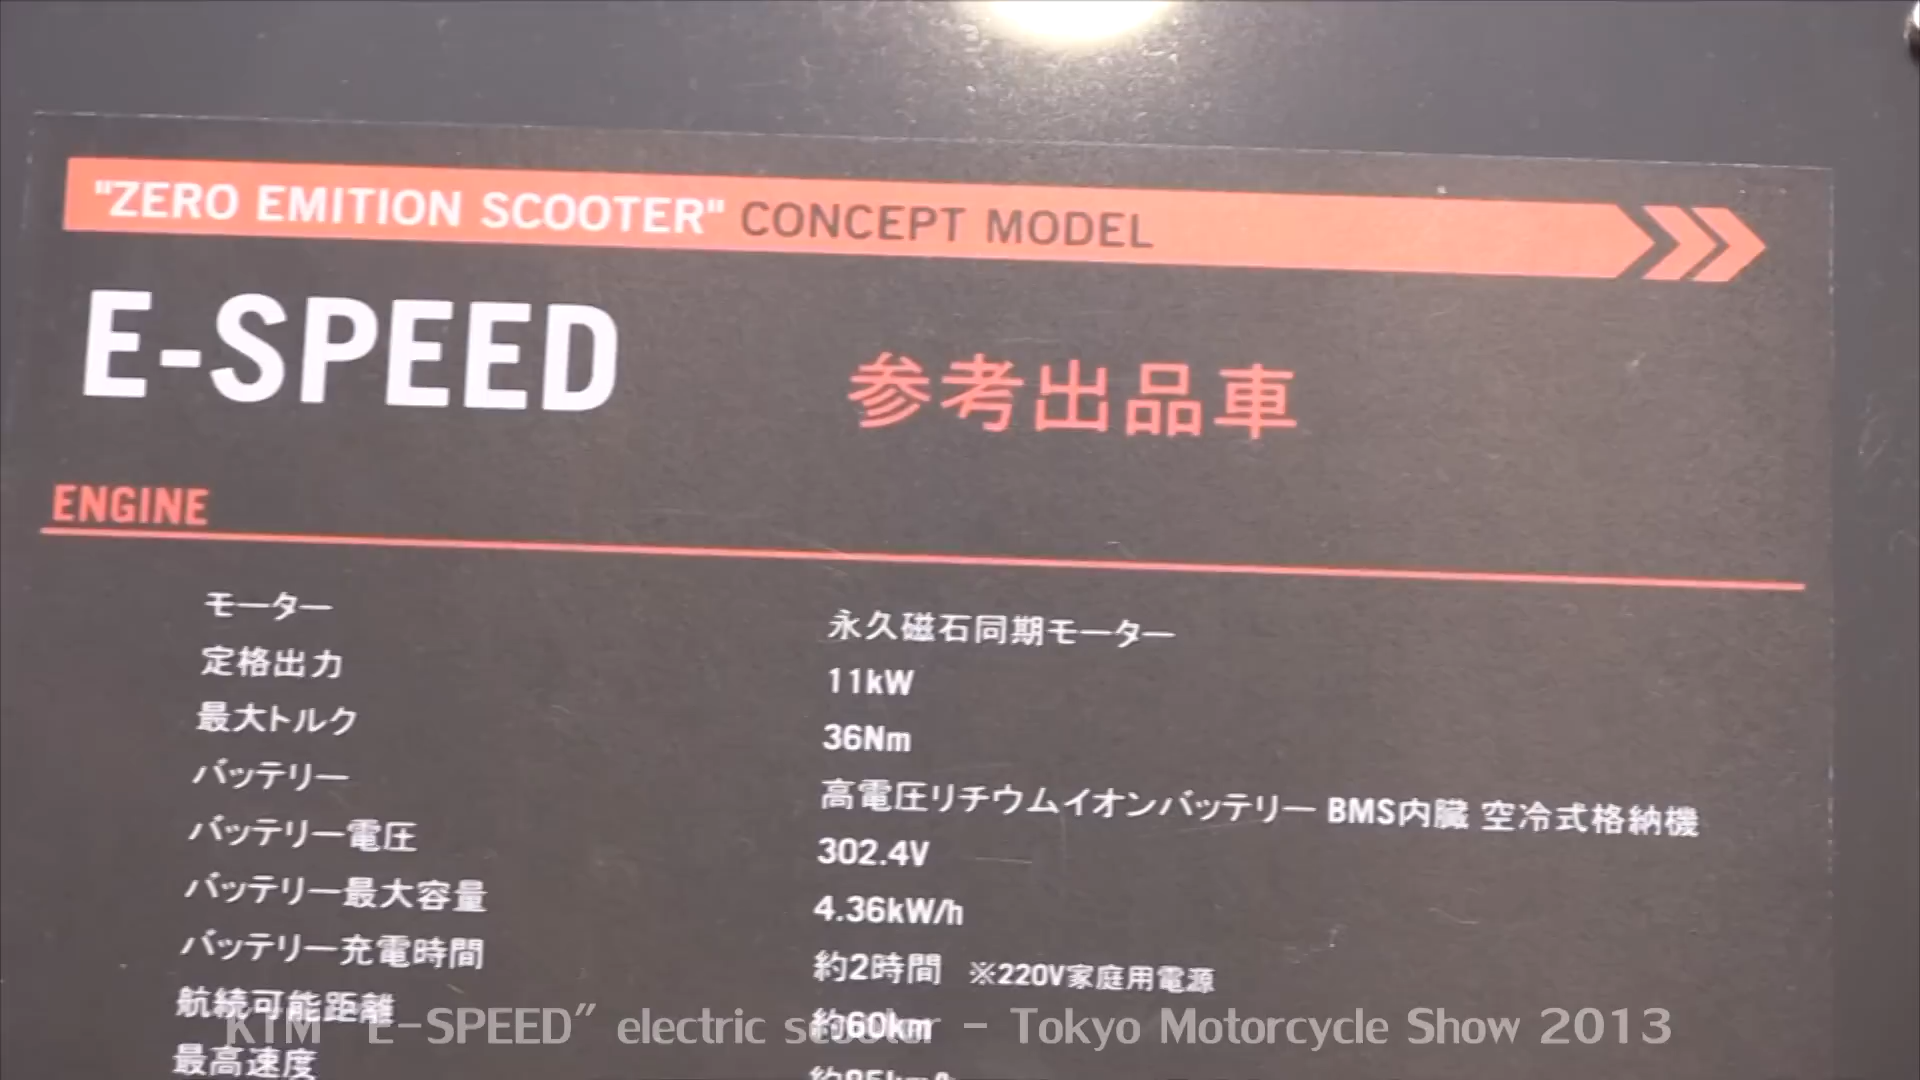 "ZERO EMITION SCOOTER" CONCEPT MODEL
E-SPEED 参考出品車
ENGINE
モーター 永久磁石同期モーター
定格出力 11kW
最大トルク 36Nm
バッテリー 高電圧リチウムイオンバッテリー BMS内臓 空冷式格納機
バッテリー電圧 302.4V
バッテリー最大容量 4.36kW/h
バッテリー充電時間 約2時間 ※220V家庭用電源
航続可能距離 約60km
最高速度
KTM "E-SPEED" electric scooter - Tokyo Motorcycle Show 2013